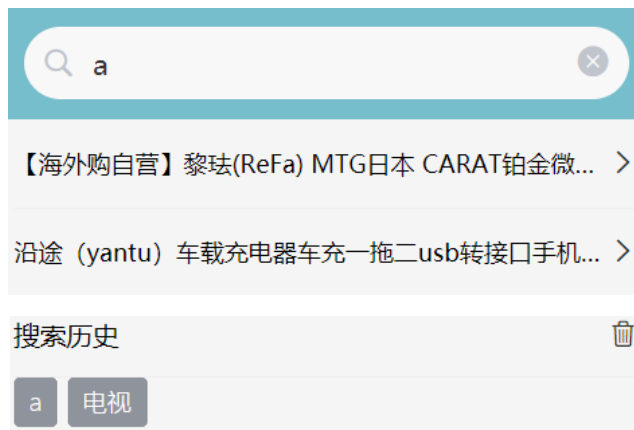 a
【海外购自营】黎珐(ReFa) MTG日本 CARAT铂金微...
沿途（yantu）车载充电器车充一拖二usb转接口手机...
搜索历史
a 电视